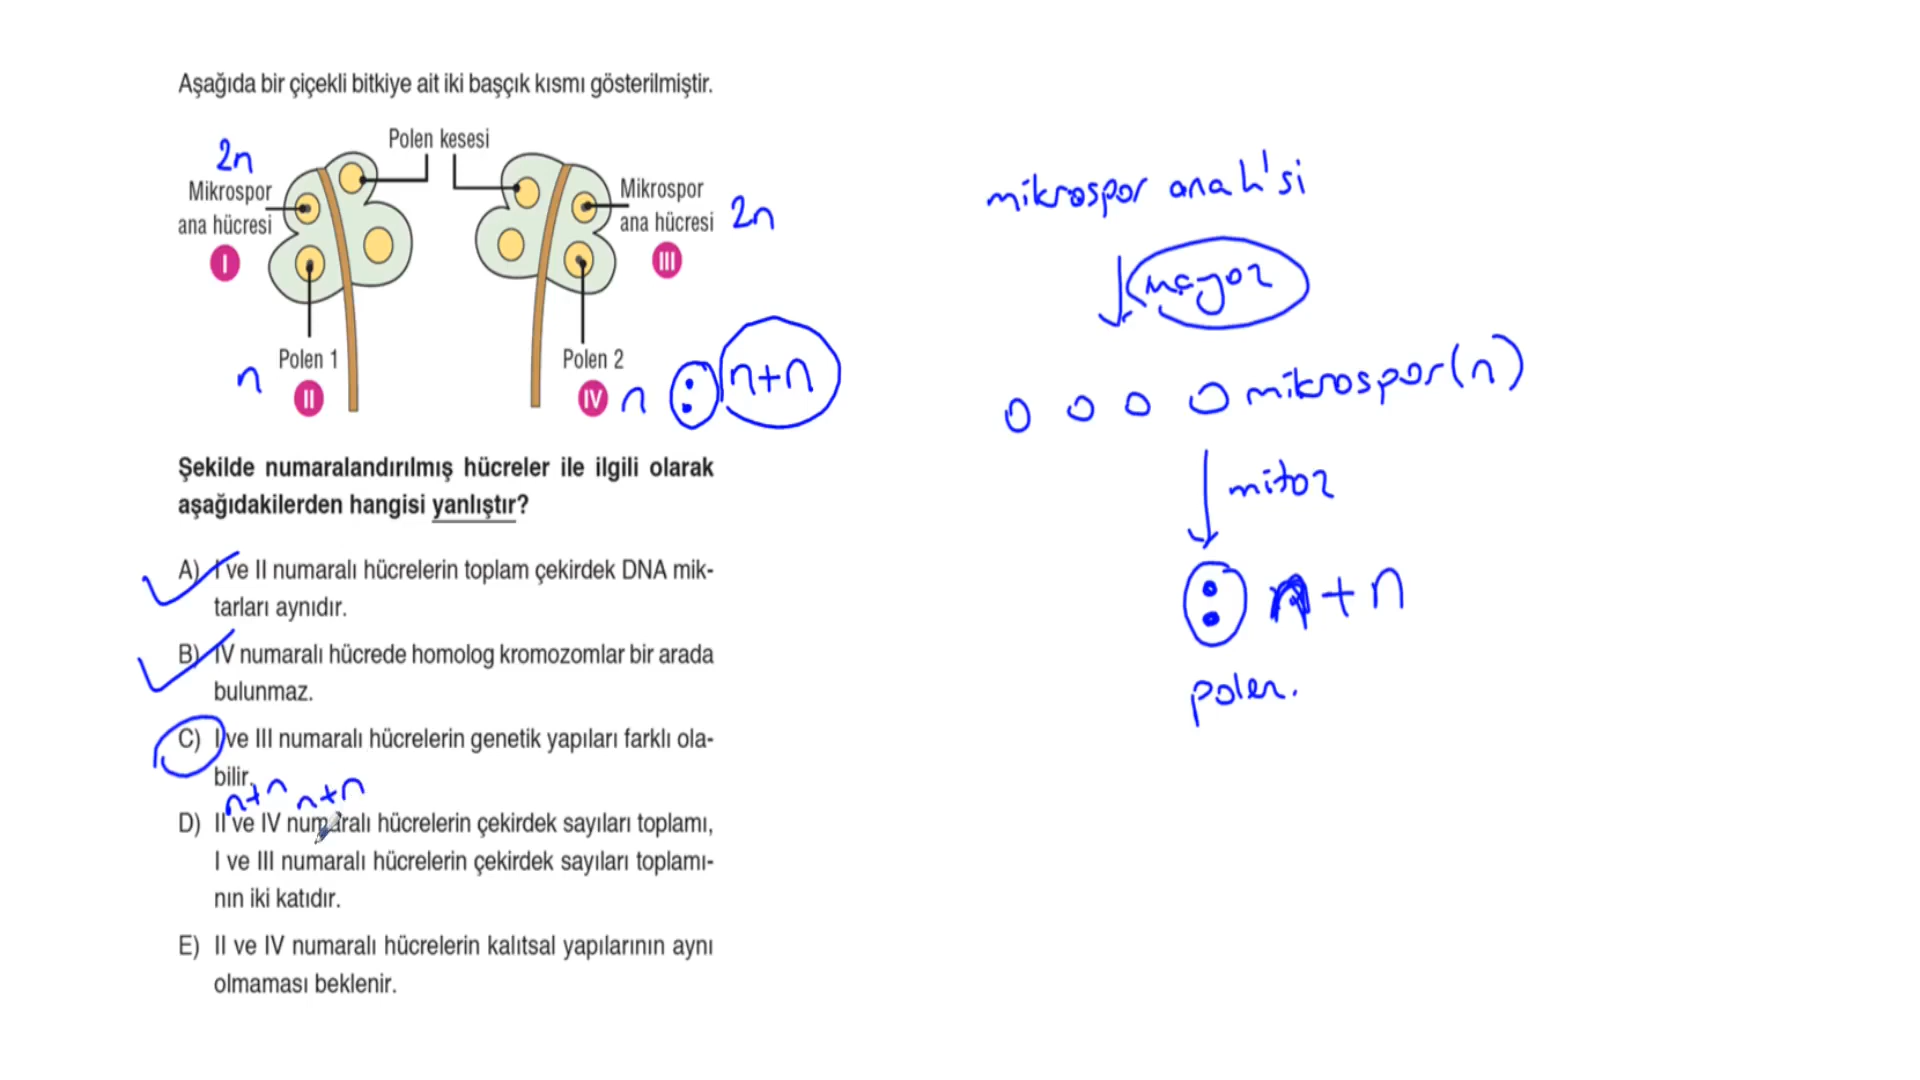 Aşağıda bir çiçekli bitkiye ait iki başçık kısmı gösterilmiştir.
Polen kesesi
2n
Mikrospor
ana hücresi
I
Mikrospor
ana hücresi
2n
III
Polen 1
n
II
Polen 2
IV
n
n+n
Şekilde numaralandırılmış hücreler ile ilgili olarak
aşağıdakilerden hangisi yanlıştır?
A) I ve II numaralı hücrelerin toplam çekirdek DNA mik-
tarları aynıdır.
B) IV numaralı hücrede homolog kromozomlar bir arada
bulunmaz.
C) I ve III numaralı hücrelerin genetik yapıları farklı ola-
bilir.
n+n n+n
D) II ve IV numaralı hücrelerin çekirdek sayıları toplamı,
I ve III numaralı hücrelerin çekirdek sayıları toplamı-
nın iki katıdır.
E) II ve IV numaralı hücrelerin kalıtsal yapılarının aynı
olmaması beklenir.
mikrospor ana h'si
mayoz
mikrospor(n)
mitoz
n+n
polen.